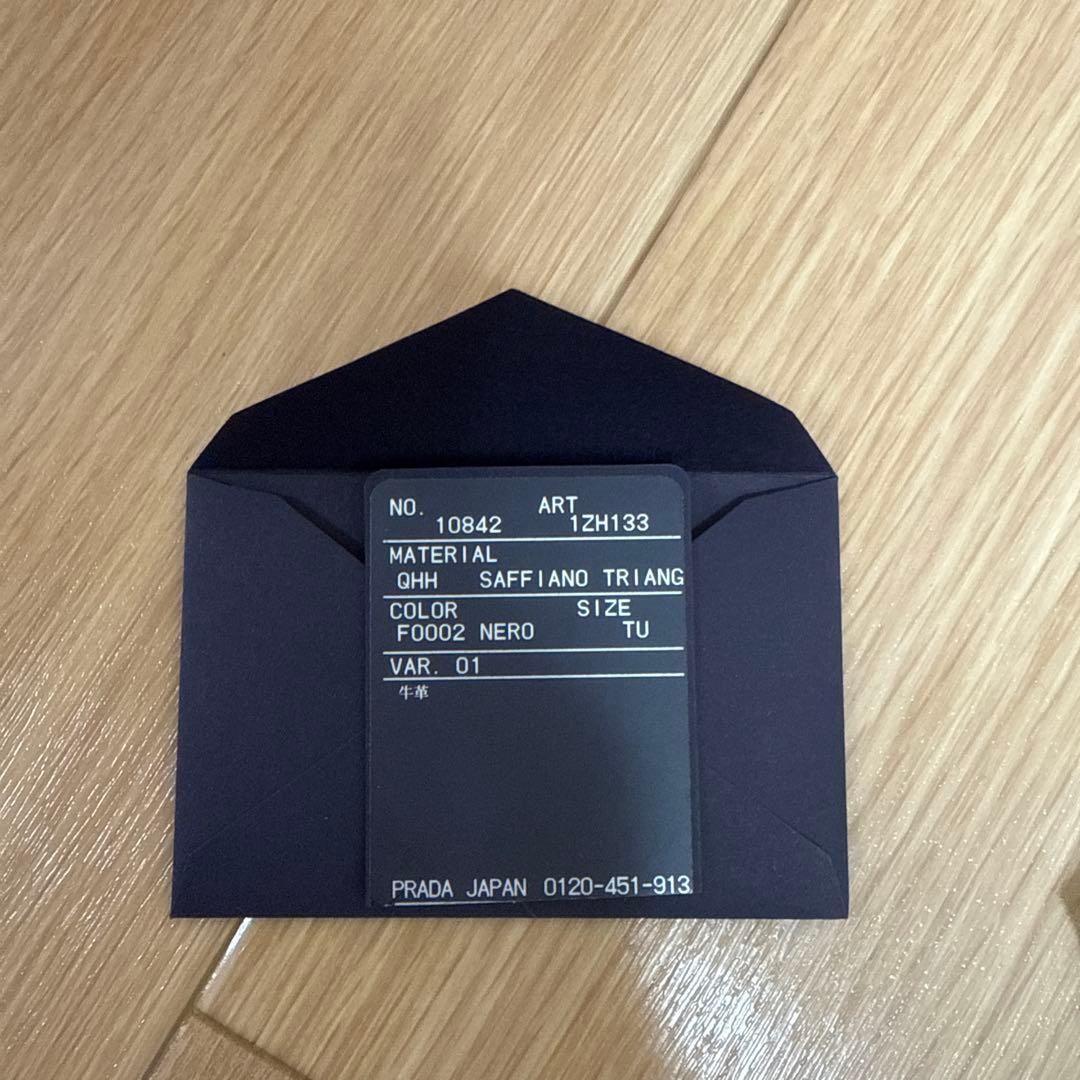 NO. ART
10842 1ZH133
MATERIAL
QHH SAFFIANO TRIANG
COLOR SIZE
F0002 NERO TU
VAR. 01
牛革
PRADA JAPAN 0120-451-913